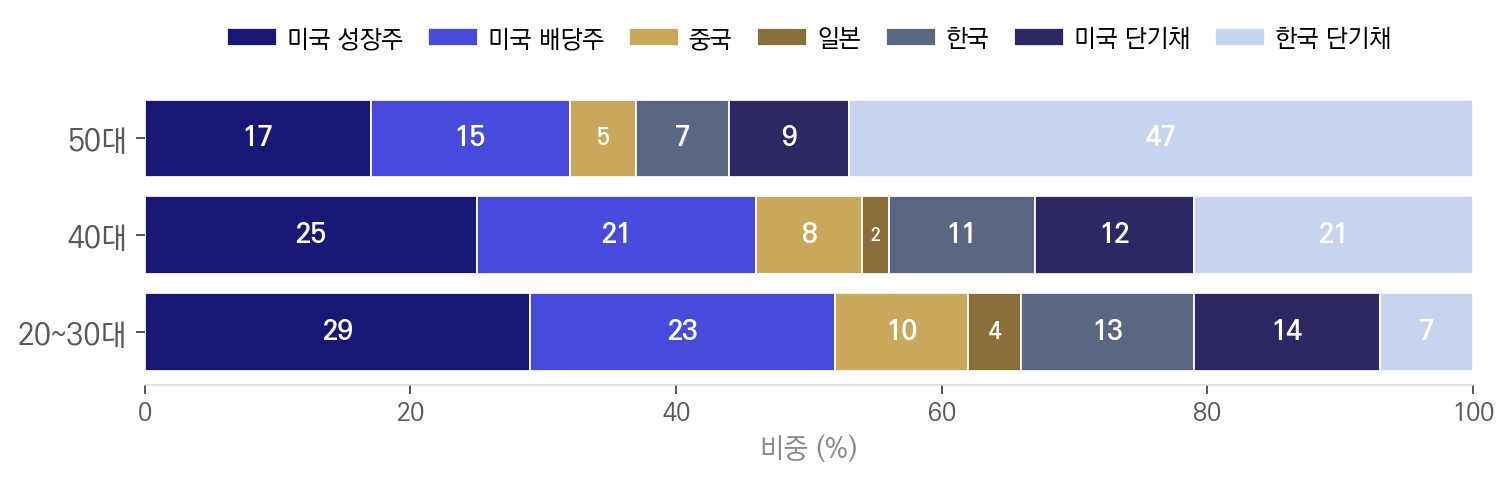 미국 성장주 미국 배당주 중국 일본 한국 미국 단기채 한국 단기채
50대 17 15 5 7 9 47
40대 25 21 8 2 11 12 21
20~30대 29 23 10 4 13 14 7
0 20 40 60 80 100
비중 (%)